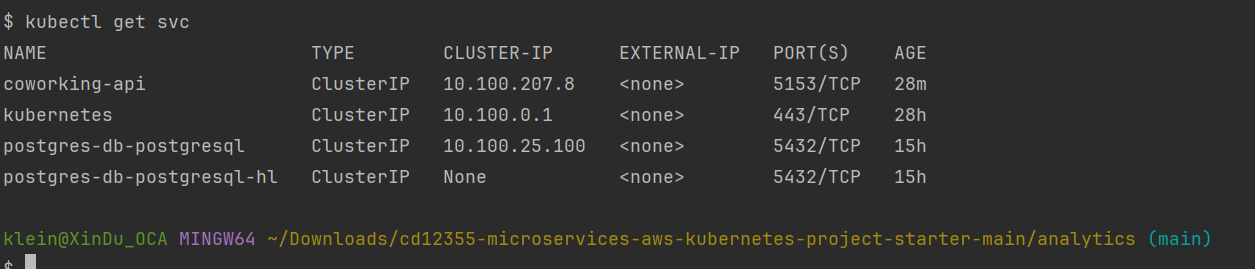 $ kubectl get svc
NAME TYPE CLUSTER-IP EXTERNAL-IP PORT(S) AGE
coworking-api ClusterIP 10.100.207.8 <none> 5153/TCP 28m
kubernetes ClusterIP 10.100.0.1 <none> 443/TCP 28h
postgres-db-postgresql ClusterIP 10.100.25.100 <none> 5432/TCP 15h
postgres-db-postgresql-hl ClusterIP None <none> 5432/TCP 15h
klein@XinDu_OCA MINGW64 ~/Downloads/cd12355-microservices-aws-kubernetes-project-starter-main/analytics (main)
$